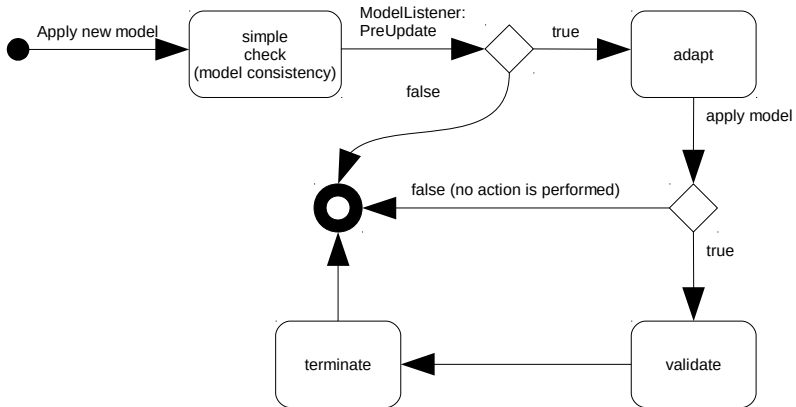 Apply new model
simple
check
(model consistency)
ModelListener:
PreUpdate
true
adapt
false
apply model
false (no action is performed)
true
terminate
validate